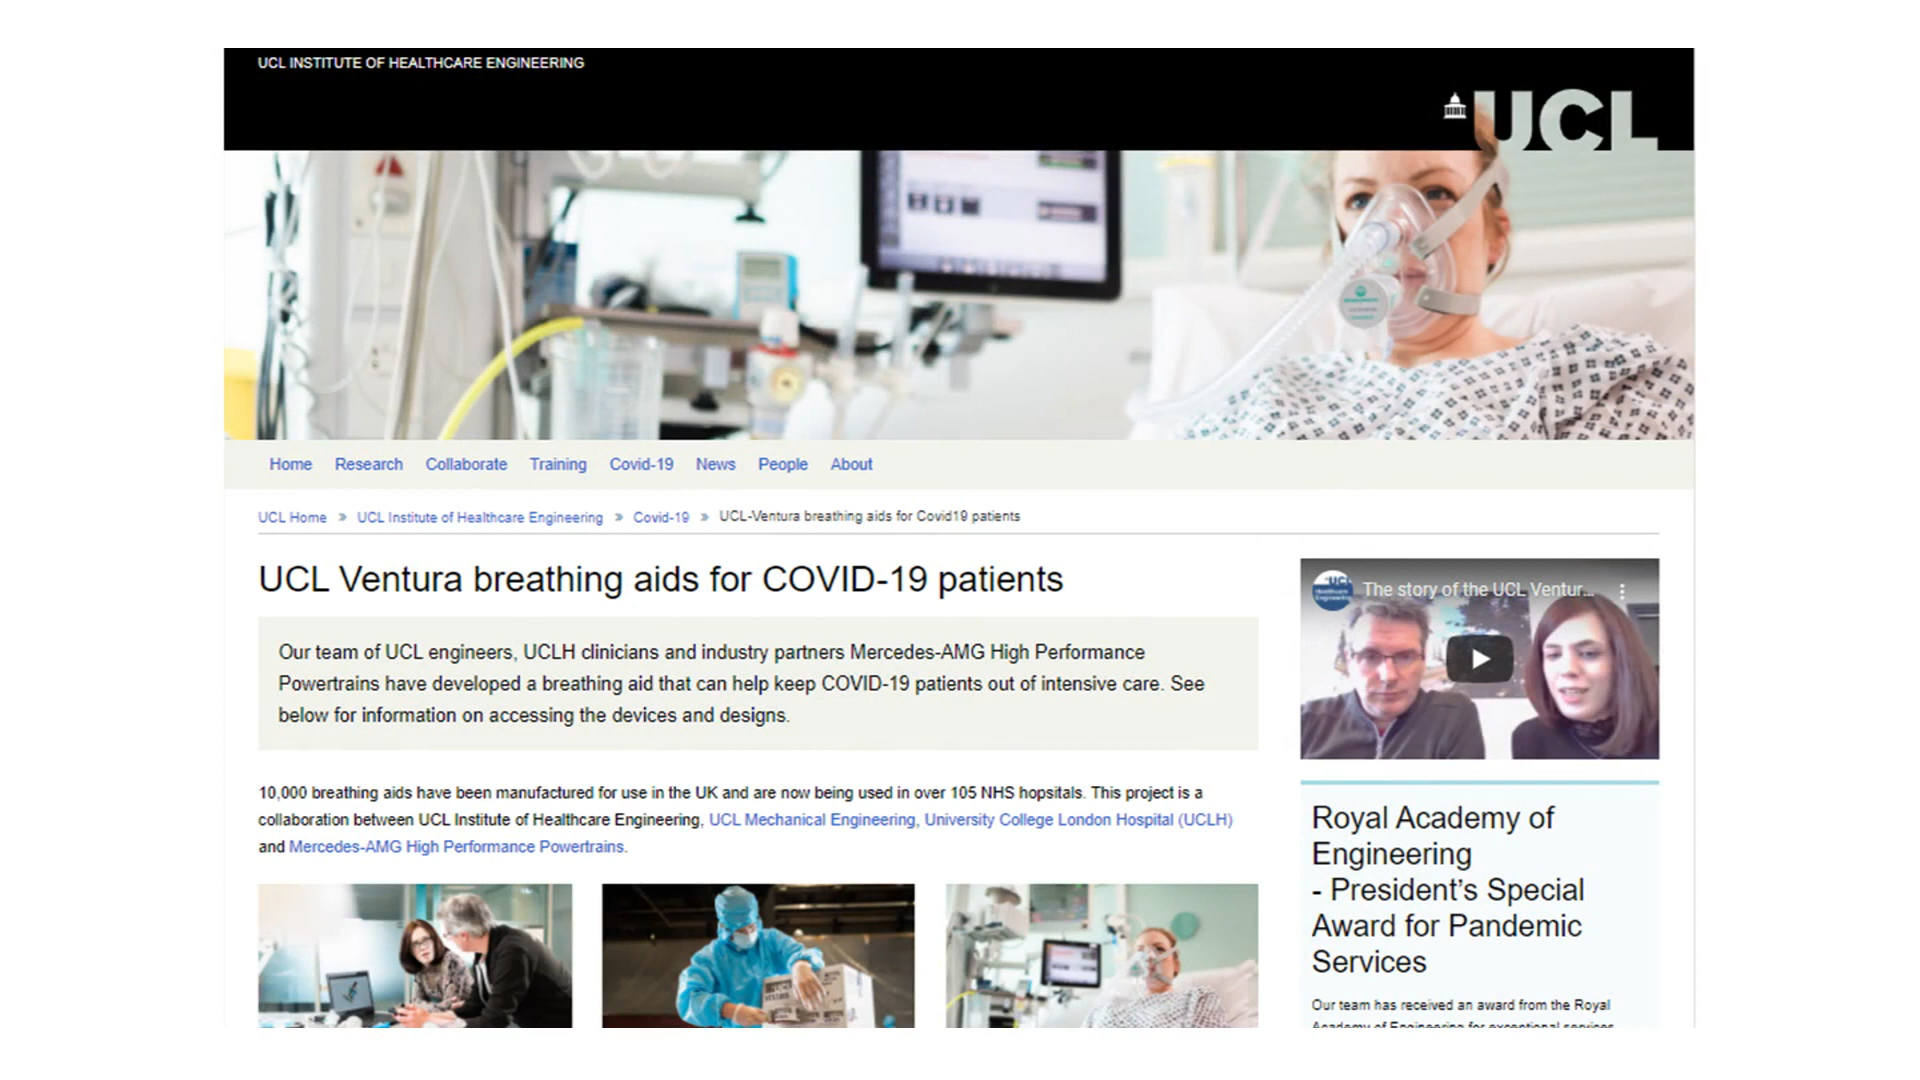 UCL INSTITUTE OF HEALTHCARE ENGINEERING
UCL
Home Research Collaborate Training Covid-19 News People About
UCL Home » UCL Institute of Healthcare Engineering » Covid-19 » UCL-Ventura breathing aids for Covid19 patients
UCL Ventura breathing aids for COVID-19 patients
Our team of UCL engineers, UCLH clinicians and industry partners Mercedes-AMG High Performance
Powertrains have developed a breathing aid that can help keep COVID-19 patients out of intensive care. See
below for information on accessing the devices and designs.
10,000 breathing aids have been manufactured for use in the UK and are now being used in over 105 NHS hopsitals. This project is a
collaboration between UCL Institute of Healthcare Engineering, UCL Mechanical Engineering, University College London Hospital (UCLH)
and Mercedes-AMG High Performance Powertrains.
The story of the UCL Ventur...
Royal Academy of
Engineering
- President's Special
Award for Pandemic
Services
Our team has received an award from the Royal
Academy of Engineering for exceptional services